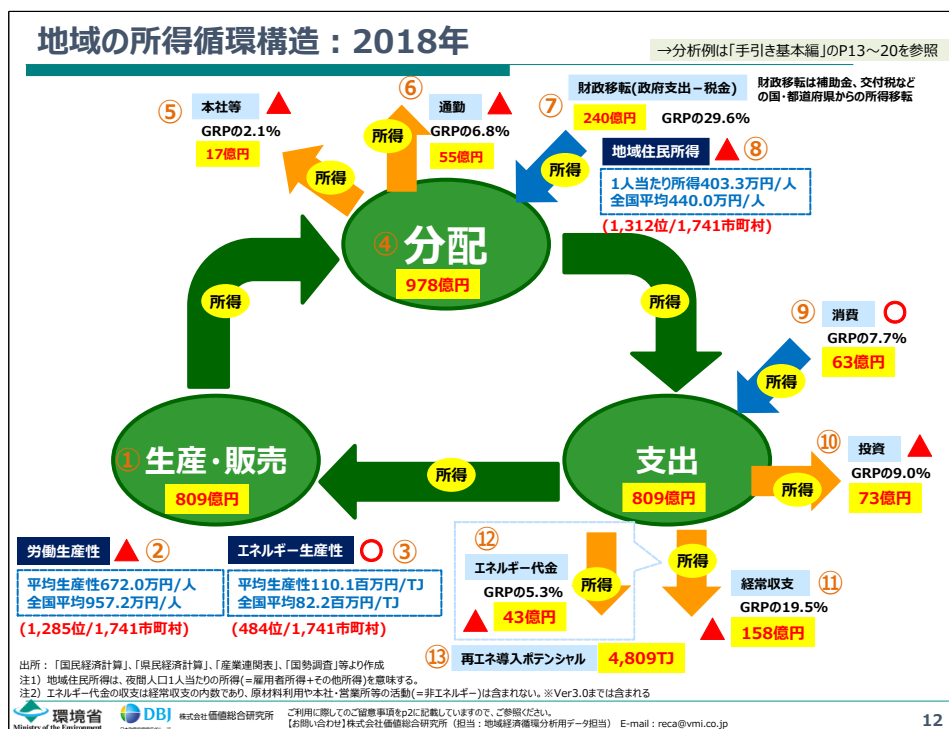 地域の所得循環構造：2018年
→分析例は「手引き基本編」のP13～20を参照
⑤
本社等
▲
GRPの2.1%
17億円
⑥
通勤
▲
GRPの6.8%
55億円
⑦
財政移転(政府支出－税金)
240億円 GRPの29.6%
財政移転は補助金、交付税など
の国・都道府県からの所得移転
地域住民所得 ▲ ⑧
1人当たり所得403.3万円/人
全国平均440.0万円/人
(1,312位/1,741市町村)
所得
所得
所得
④ 分配
978億円
所得
所得
⑨ 消費 ○
GRPの7.7%
63億円
所得
① 生産・販売
809億円
所得
支出
809億円
⑩
投資 ▲
GRPの9.0%
73億円
所得
労働生産性 ▲ ②
平均生産性672.0万円/人
全国平均957.2万円/人
(1,285位/1,741市町村)
エネルギー生産性 ○ ③
平均生産性110.1百万円/TJ
全国平均82.2百万円/TJ
(484位/1,741市町村)
⑫
エネルギー代金
GRPの5.3%
▲ 43億円
所得
所得
経常収支 ⑪
GRPの19.5%
▲ 158億円
⑬ 再エネ導入ポテンシャル 4,809TJ
出所：「国民経済計算」、「県民経済計算」、「産業連関表」、「国勢調査」等より作成
注1）地域住民所得は、夜間人口1人当たりの所得(=雇用者所得+その他所得)を意味する。
注2）エネルギー代金の収支は経常収支の内数であり、原材料利用や本社・営業所等の活動(=非エネルギー)は含まれない。※Ver3.0までは含まれる
環境省
Ministry of the Environment
DBJ
株式会社価値総合研究所
ご利用に際してのご留意事項をp2に記載していますので、ご参照ください。
【お問い合わせ】株式会社価値総合研究所（担当：地域経済循環分析用データ担当） E-mail：reca@vmi.co.jp
12